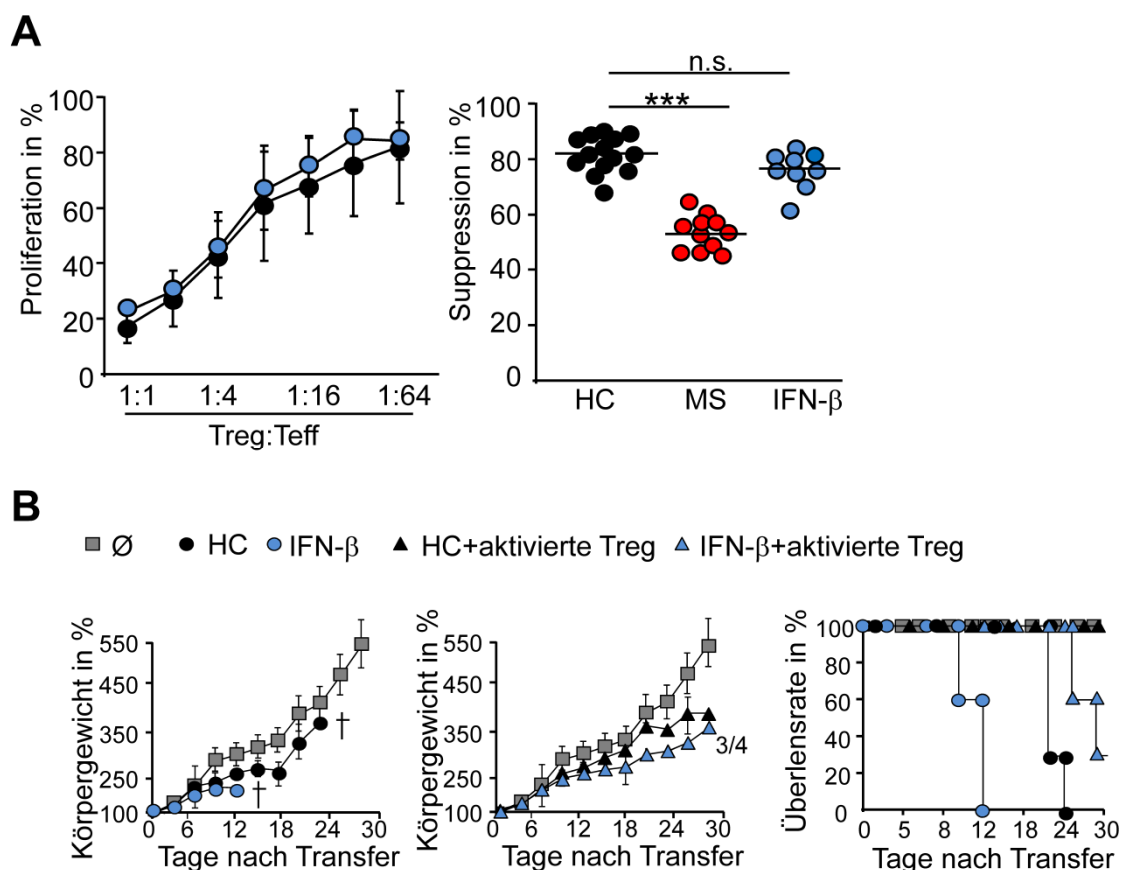 A
Proliferation in %
100
80
60
40
20
0
1:1 1:4 1:16 1:64
Treg:Teff
n.s.
***
Suppression in %
100
80
60
40
20
0
HC MS IFN-β
B
Ø HC IFN-β HC+aktivierte Treg IFN-β+aktivierte Treg
Körpergewicht in %
550
450
350
250
100
†
†
0 6 12 18 24 30
Tage nach Transfer
Körpergewicht in %
550
450
350
250
100
3/4
0 6 12 18 24 30
Tage nach Transfer
Überlensrate in %
100
80
60
40
20
0
0 5 8 12 18 24 30
Tage nach Transfer